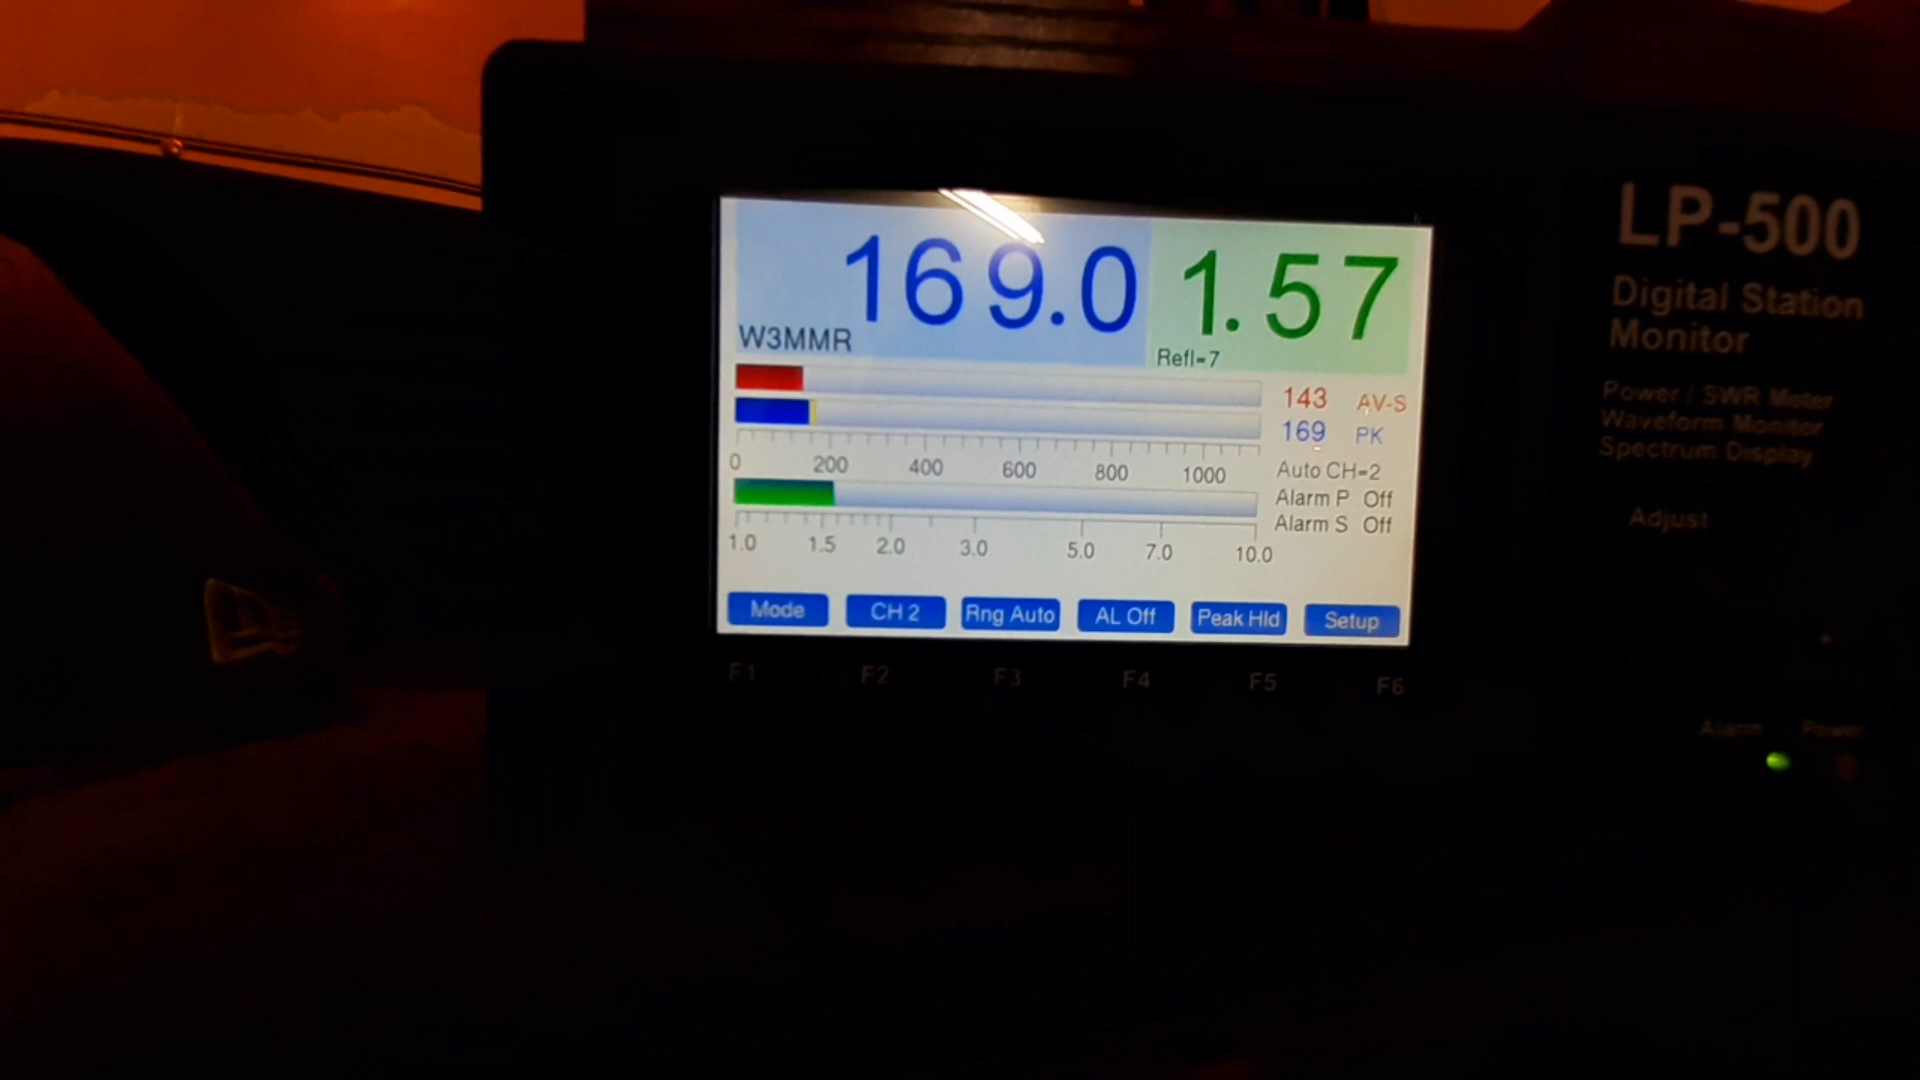 169.0 1.57
W3MMR
Refl=7
143 AV-S
169 PK
0 200 400 600 800 1000
Auto CH=2
Alarm P Off
Alarm S Off
1.0 1.5 2.0 3.0 5.0 7.0 10.0
Mode CH 2 Rng Auto AL Off Peak Hld Setup
F1 F2 F3 F4 F5 F6
LP-500
Digital Station
Monitor
Power / SWR Meter
Waveform Monitor
Spectrum Display
Adjust
Alarm Power